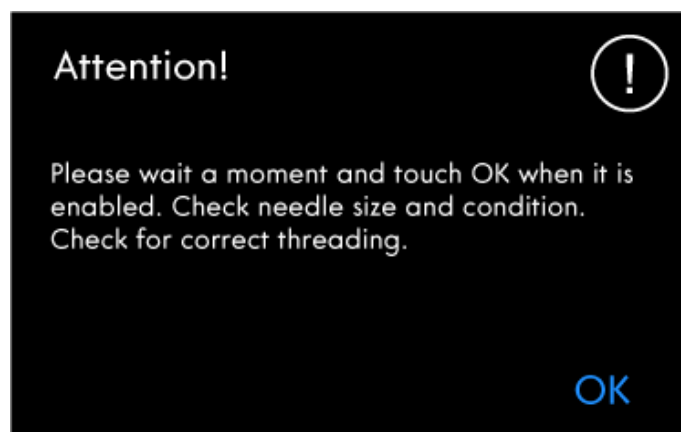 Attention!
!
Please wait a moment and touch OK when it is
enabled. Check needle size and condition.
Check for correct threading.
OK